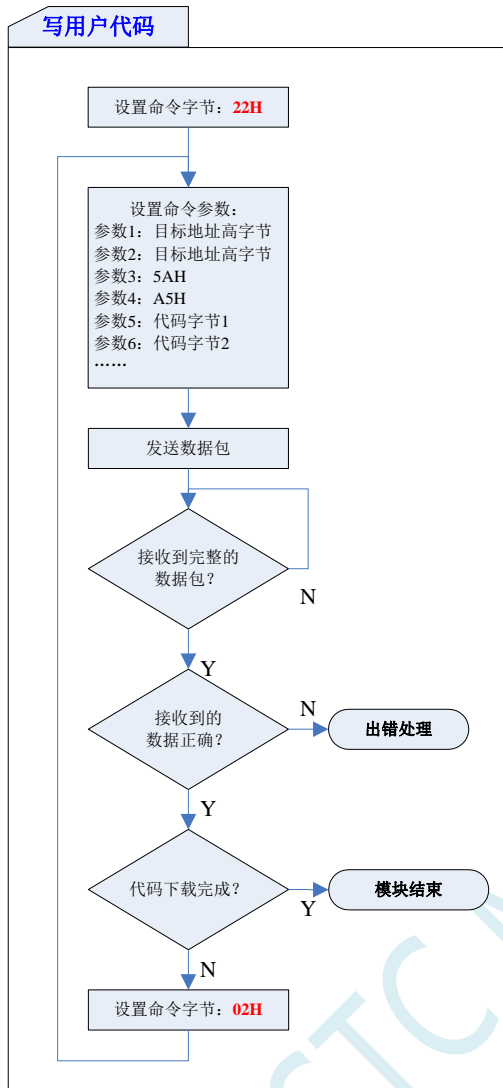 写用户代码
设置命令字节：22H
设置命令参数：
参数1：目标地址高字节
参数2：目标地址高字节
参数3：5AH
参数4：A5H
参数5：代码字节1
参数6：代码字节2
……
发送数据包
接收到完整的
数据包？
N
Y
接收到的
数据正确？
N
出错处理
Y
代码下载完成？
Y
模块结束
N
设置命令字节：02H
STC